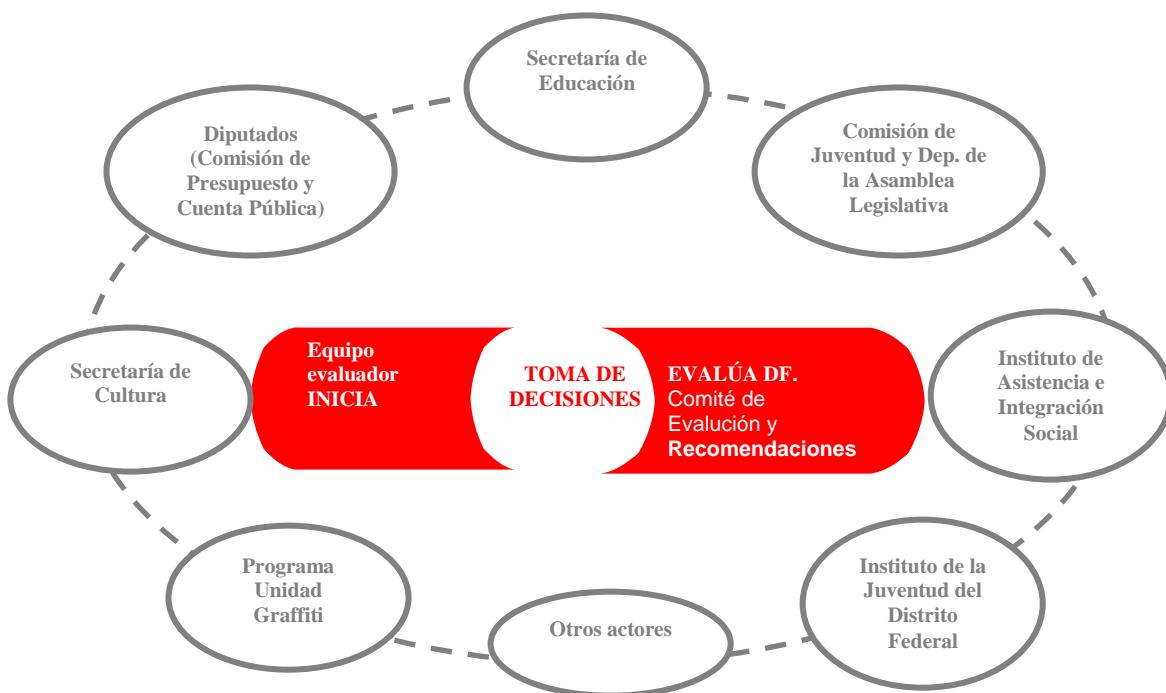 Secretaría de
Educación
Diputados
(Comisión de
Presupuesto y
Cuenta Pública)
Comisión de
Juventud y Dep. de
la Asamblea
Legislativa
Secretaría de
Cultura
Equipo
evaluador
INICIA
TOMA DE
DECISIONES
EVALÚA DF.
Comité de
Evalución y
Recomendaciones
Instituto de
Asistencia e
Integración
Social
Programa
Unidad
Graffiti
Otros actores
Instituto de la
Juventud del
Distrito
Federal